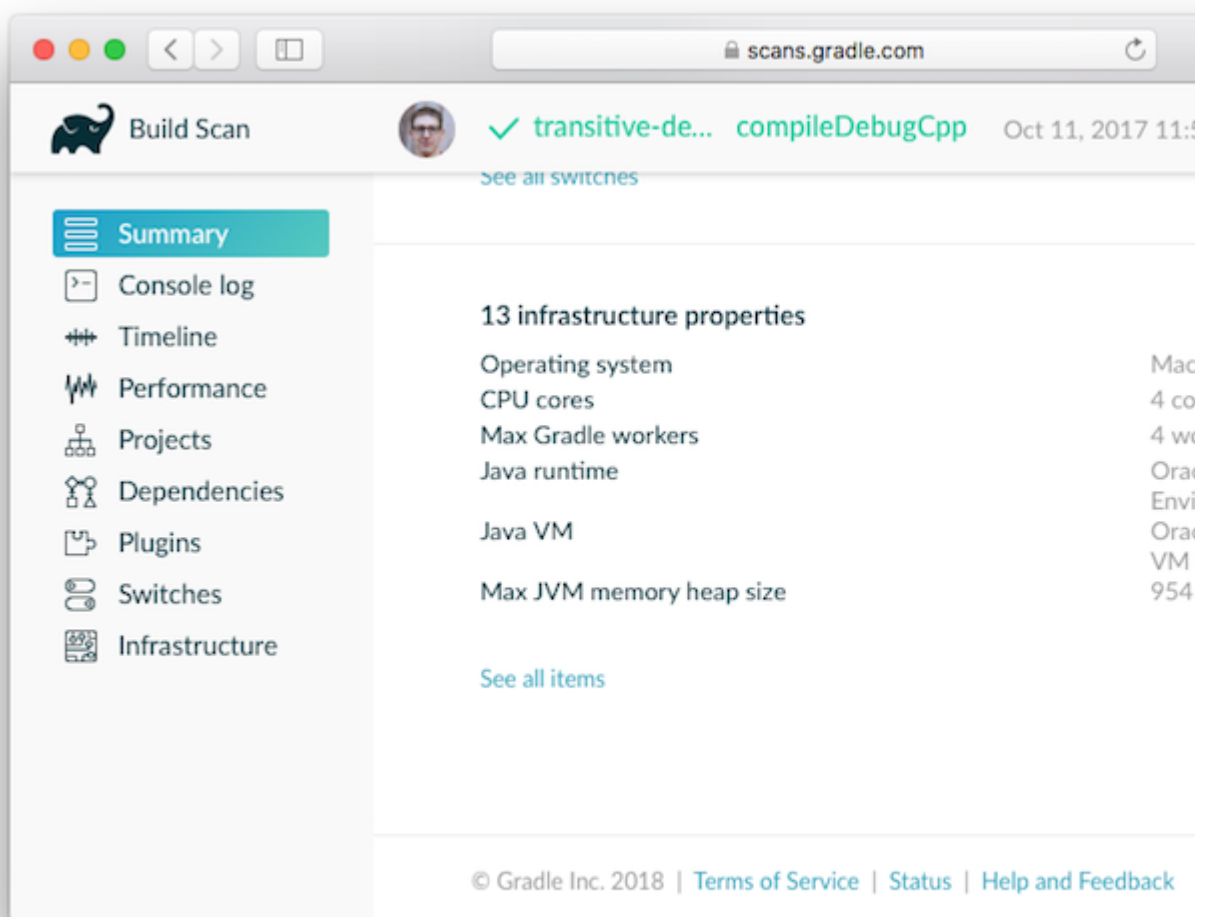 scans.gradle.com
Build Scan
transitive-de... compileDebugCpp Oct 11, 2017
See all switches
Summary
Console log
Timeline
Performance
Projects
Dependencies
Plugins
Switches
Infrastructure
13 infrastructure properties
Operating system Mac
CPU cores 4
Max Gradle workers 4
Java runtime
Java VM
VM
Max JVM memory heap size 954
See all items
© Gradle Inc. 2018 | Terms of Service | Status | Help and Feedback